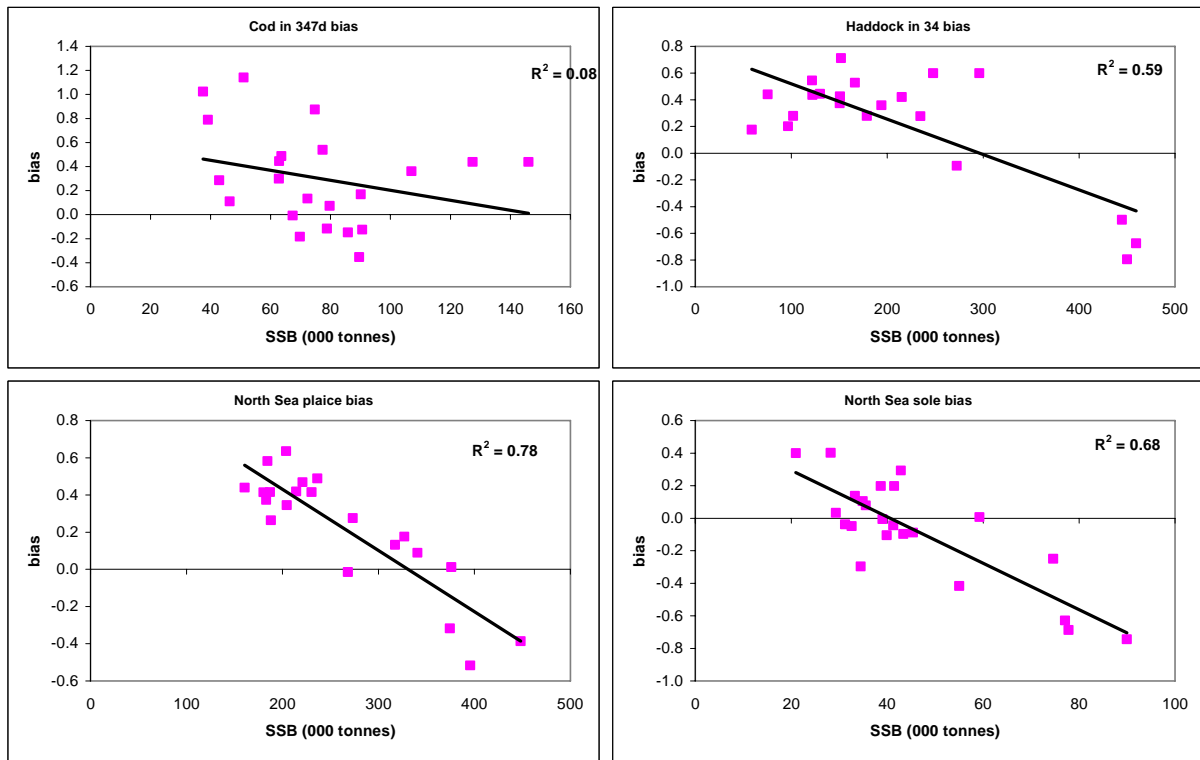 Cod in 347d bias
R² = 0.08
1.4
1.2
1.0
0.8
0.6
0.4
0.2
0.0
-0.2
-0.4
-0.6
bias
0 20 40 60 80 100 120 140 160
SSB (000 tonnes)
Haddock in 34 bias
R² = 0.59
0.8
0.6
0.4
0.2
0.0
-0.2
-0.4
-0.6
-0.8
-1.0
bias
0 100 200 300 400 500
SSB (000 tonnes)
North Sea plaice bias
R² = 0.78
0.8
0.6
0.4
0.2
0.0
-0.2
-0.4
-0.6
bias
0 100 200 300 400 500
SSB (000 tonnes)
North Sea sole bias
R² = 0.68
0.6
0.4
0.2
0.0
-0.2
-0.4
-0.6
-0.8
-1.0
bias
0 20 40 60 80 100
SSB (000 tonnes)